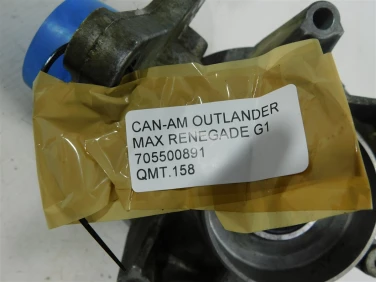 CAN-AM OUTLANDER
MAX RENEGADE G1
705500891
QMT.158